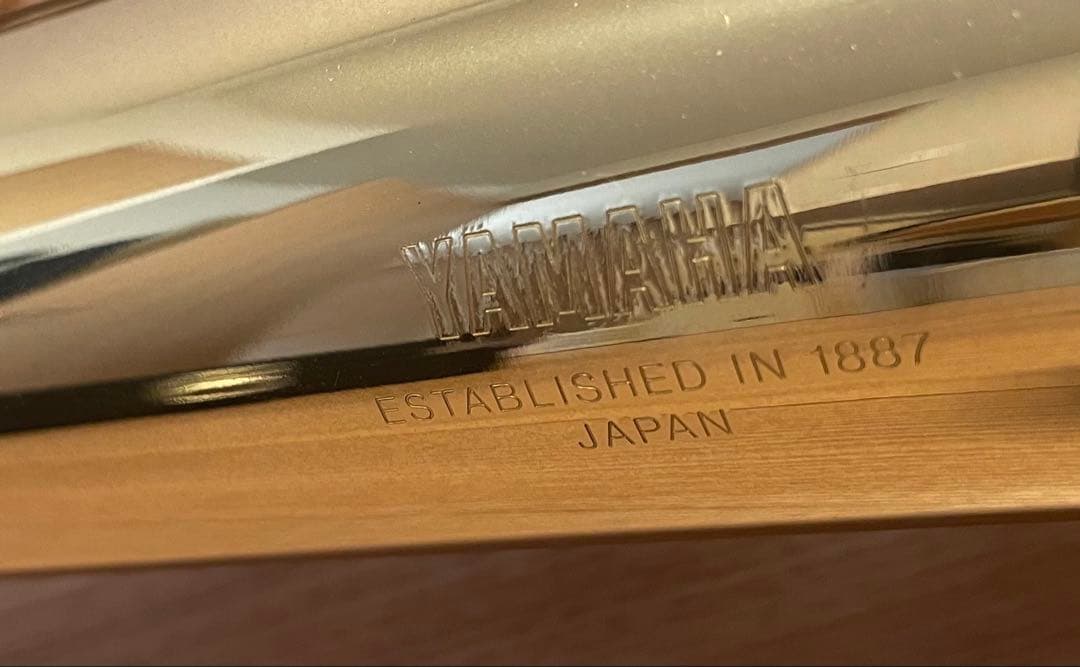 YAMAHA
ESTABLISHED IN 1887
JAPAN